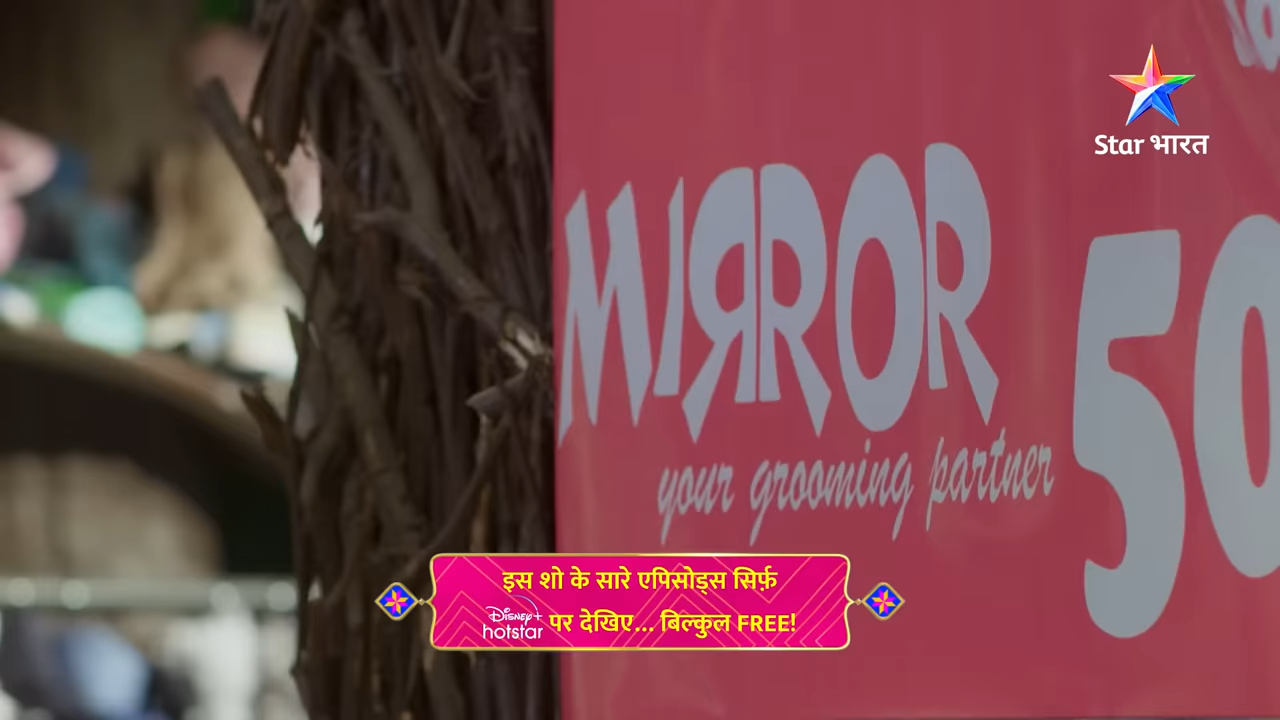 Star भारत
MIRROR
your grooming partner
50
इस शो के सारे एपिसोड्स सिर्फ़
Disney+ hotstar पर देखिए... बिल्कुल FREE!